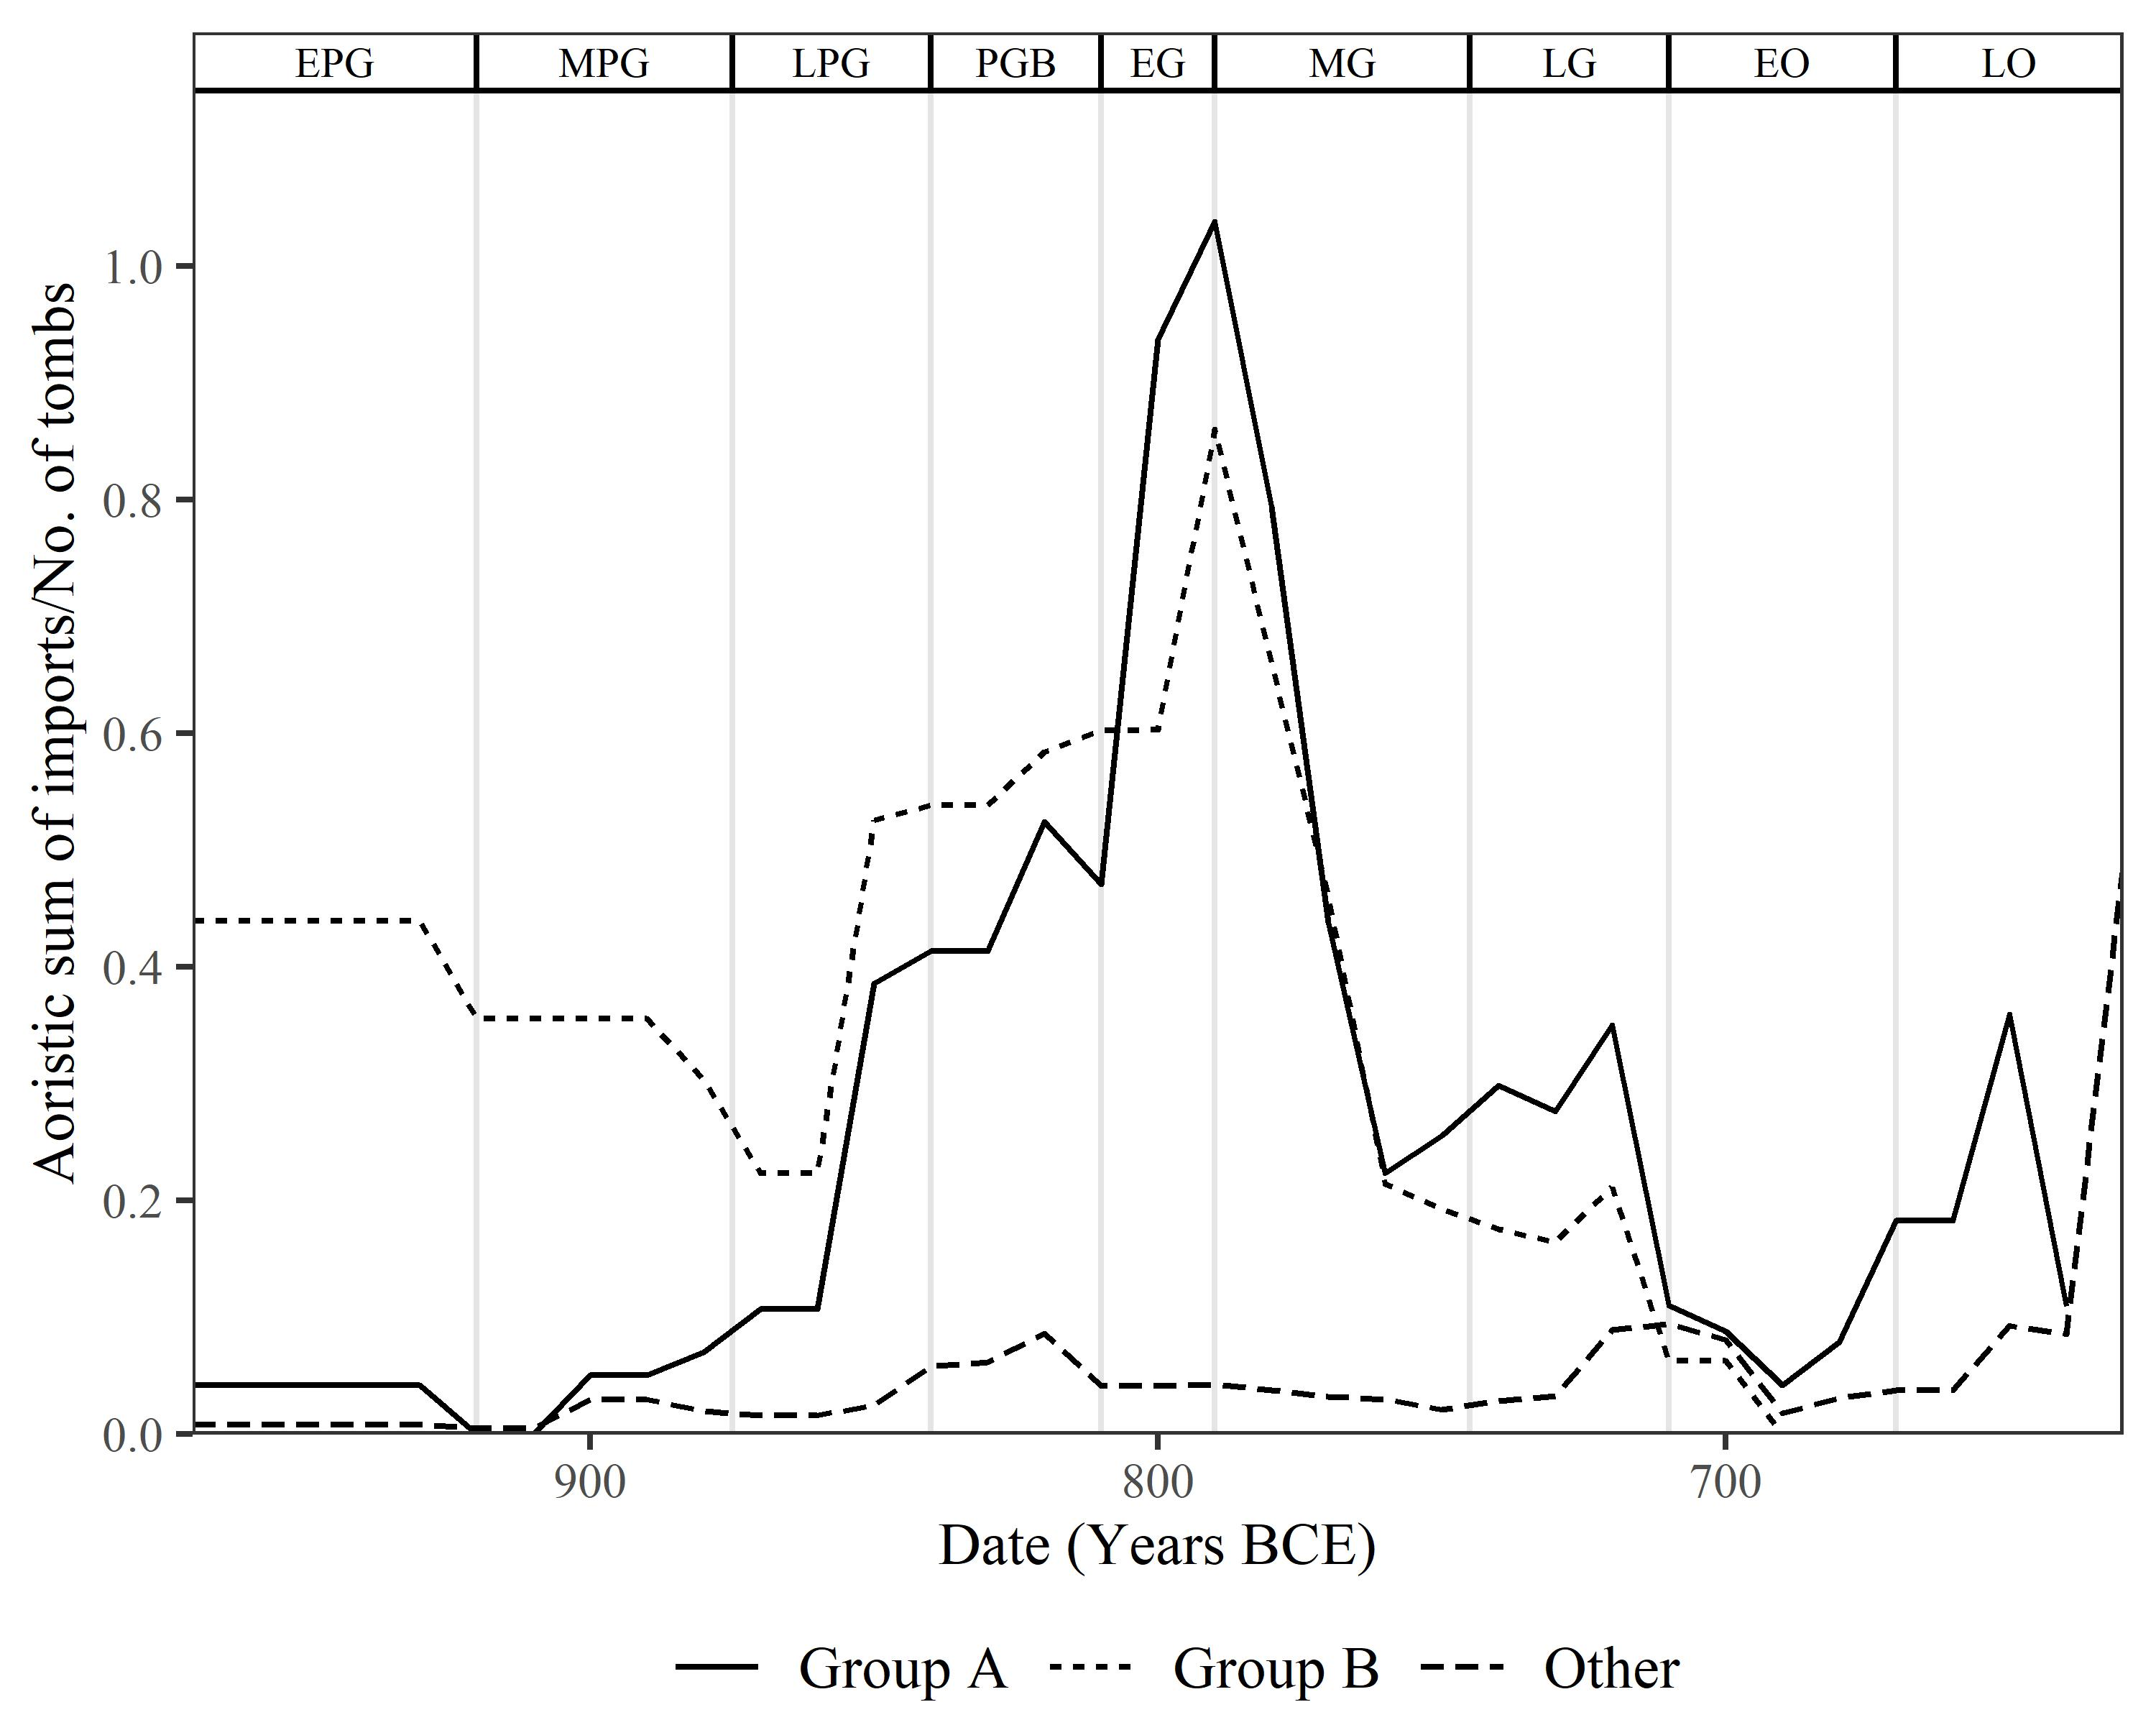 EPG MPG LPG PGB EG MG LG EO LO
Aoristic sum of imports/No. of tombs
1.0
0.8
0.6
0.4
0.2
0.0
900 800 700
Date (Years BCE)
Group A Group B Other